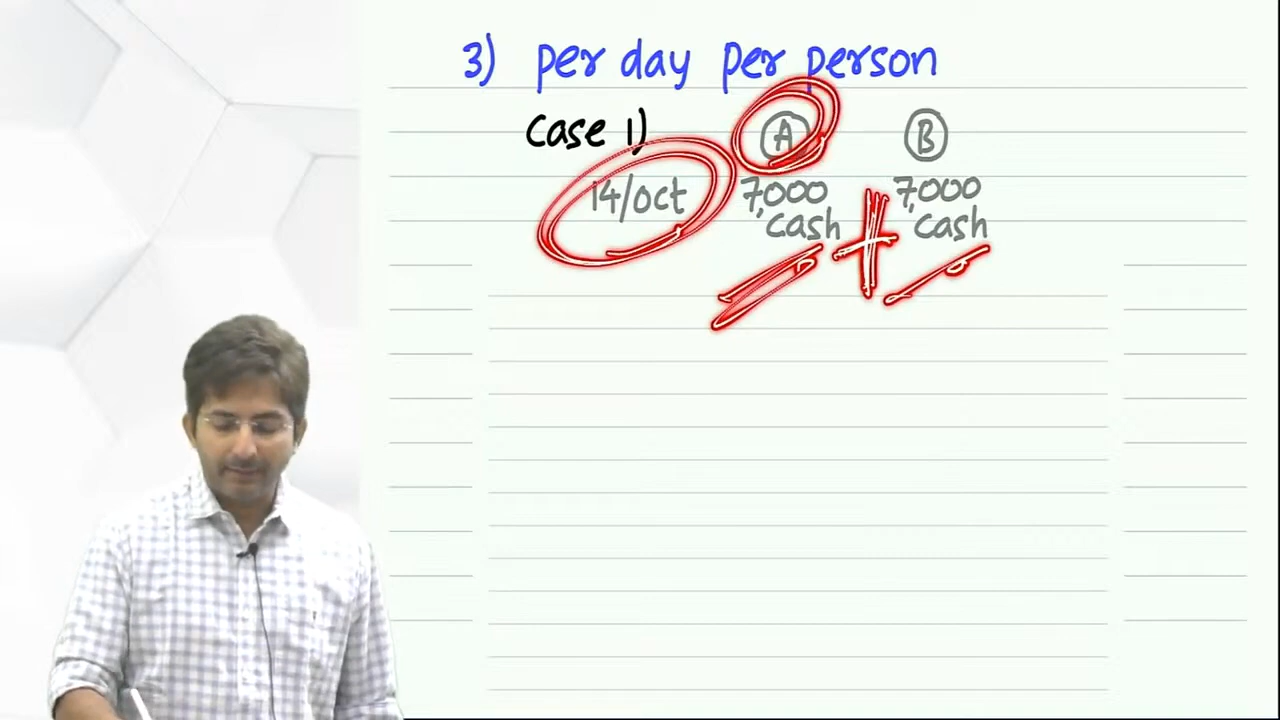 3) per day per person
Case 1) A B
14/oct 7,000 7,000
cash cash